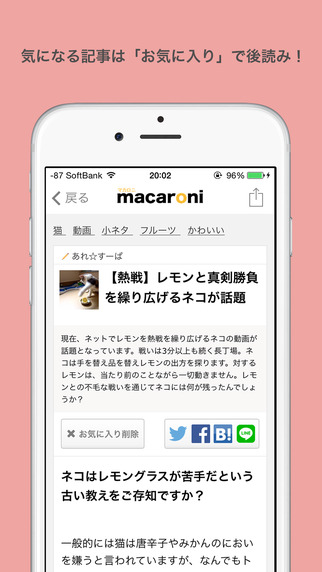 気になる記事は「お気に入り」で後読み！
-87 SoftBank 20:02 96%
戻る マカロニ macaroni
猫 動画 小ネタ フルーツ かわいい
あれ☆すーぱ
【熱戦】レモンと真剣勝負
を繰り広げるネコが話題
現在、ネットでレモンを熱戦を繰り広げるネコの動画が
話題となっています。戦いは3分以上も続く長丁場。ネコ
は手を替え品を替えレモンの出方を探ります。対する
レモンは、当たり前のことながら一切動きません。レモ
ンとの不毛な戦いを通じてネコには何が残ったんでしょ
うか？
× お気に入り削除 f B! LINE
ネコはレモングラスが苦手だという
古い教えをご存知ですか？
一般的には猫は唐辛子やみかんのにおい
を嫌うと言われていますが、なんでもト